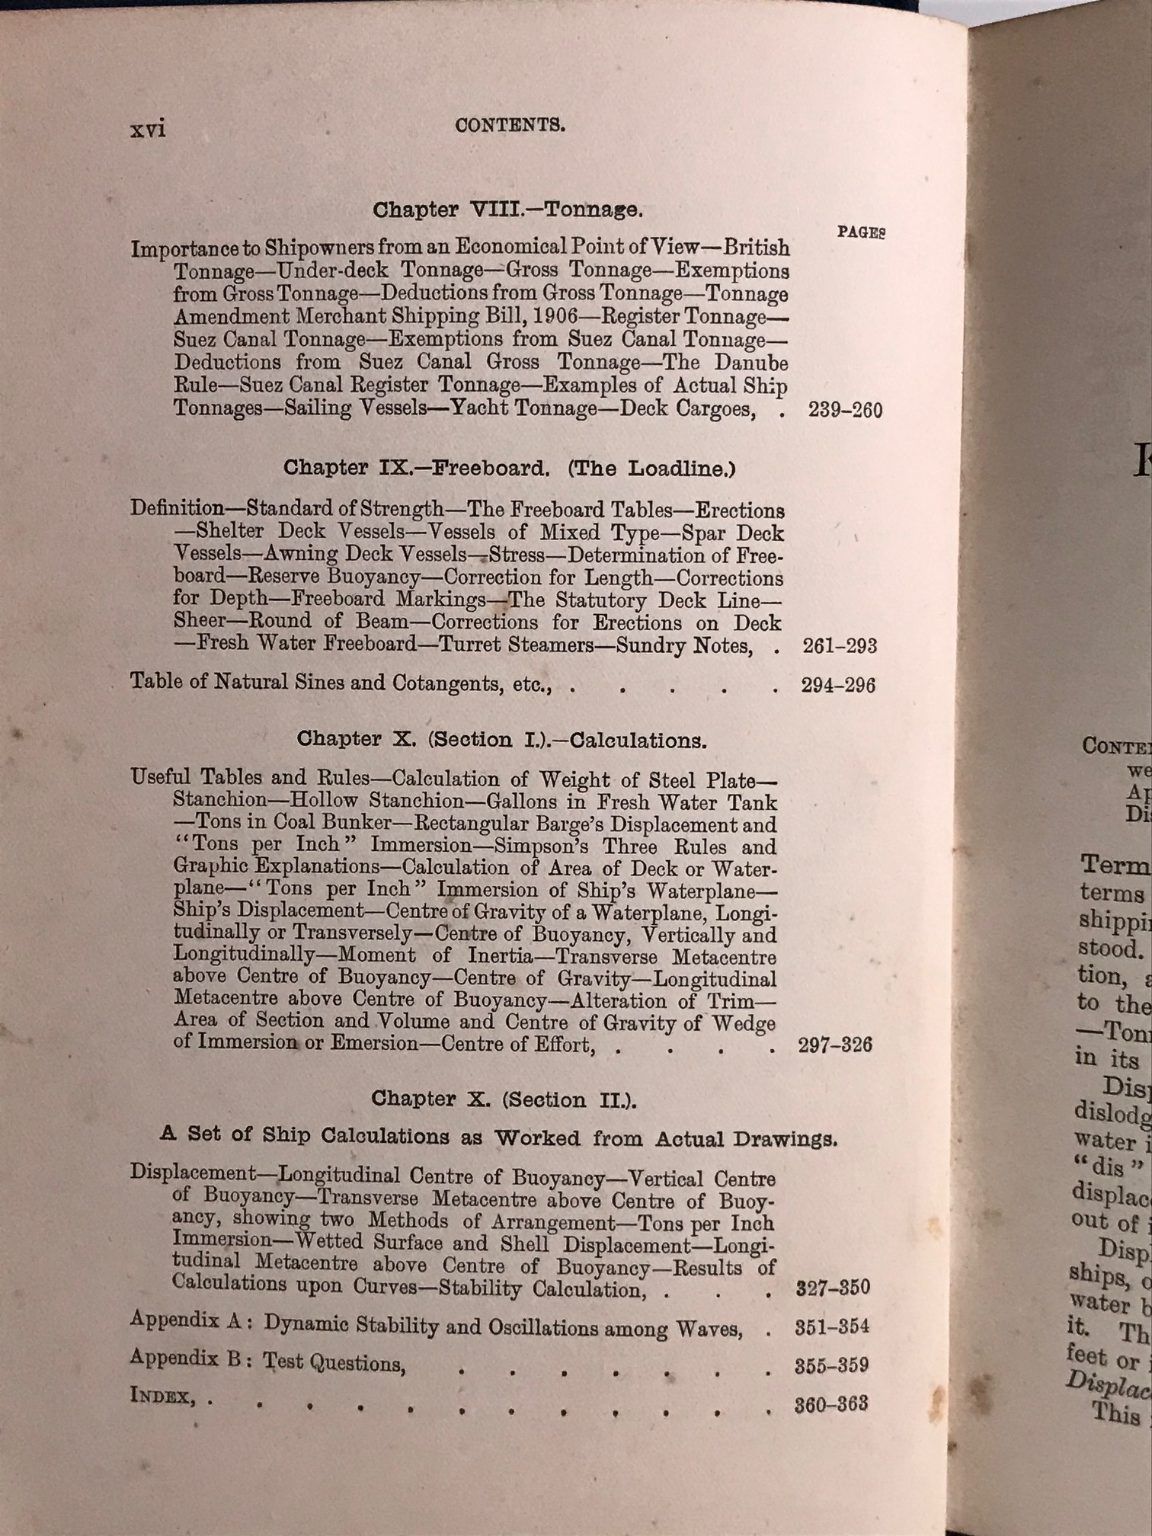 xvi
CONTENTS.
Chapter VIII.—Tonnage.
PAGES
Importance to Shipowners from an Economical Point of View—British
Tonnage—Under-deck Tonnage—Gross Tonnage—Exemptions
from Gross Tonnage—Deductions from Gross Tonnage—Tonnage
Amendment Merchant Shipping Bill, 1906—Register Tonnage—
Suez Canal Tonnage—Exemptions from Suez Canal Tonnage—
Deductions from Suez Canal Gross Tonnage—The Danube
Rule—Suez Canal Register Tonnage—Examples of Actual Ship
Tonnages—Sailing Vessels—Yacht Tonnage—Deck Cargoes, . 239–260
Chapter IX.—Freeboard. (The Loadline.)
Definition—Standard of Strength—The Freeboard Tables—Erections
—Shelter Deck Vessels—Vessels of Mixed Type—Spar Deck
Vessels—Awning Deck Vessels—Stress—Determination of Free-
board—Reserve Buoyancy—Correction for Length—Corrections
for Depth—Freeboard Markings—The Statutory Deck Line—
Sheer—Round of Beam—Corrections for Erections on Deck
—Fresh Water Freeboard—Turret Steamers—Sundry Notes, . 261–293
Table of Natural Sines and Cotangents, etc., . . . . . 294–296
Chapter X. (Section I.).—Calculations.
Useful Tables and Rules—Calculation of Weight of Steel Plate—
Stanchion—Hollow Stanchion—Gallons in Fresh Water Tank
—Tons in Coal Bunker—Rectangular Barge's Displacement and
"Tons per Inch" Immersion—Simpson's Three Rules and
Graphic Explanations—Calculation of Area of Deck or Water-
plane—"Tons per Inch" Immersion of Ship's Waterplane—
Ship's Displacement—Centre of Gravity of a Waterplane, Longi-
tudinally or Transversely—Centre of Buoyancy, Vertically and
Longitudinally—Moment of Inertia—Transverse Metacentre
above Centre of Buoyancy—Centre of Gravity—Longitudinal
Metacentre above Centre of Buoyancy—Alteration of Trim—
Area of Section and Volume and Centre of Gravity of Wedge
of Immersion or Emersion—Centre of Effort, . . . . 297–326
Chapter X. (Section II.).
A Set of Ship Calculations as Worked from Actual Drawings.
Displacement—Longitudinal Centre of Buoyancy—Vertical Centre
of Buoyancy—Transverse Metacentre above Centre of Buoy-
ancy, showing two Methods of Arrangement—Tons per Inch
Immersion—Wetted Surface and Shell Displacement—Longi-
tudinal Metacentre above Centre of Buoyancy—Results of
Calculations upon Curves—Stability Calculation, . . . 327–350
Appendix A: Dynamic Stability and Oscillations among Waves, . 351–354
Appendix B: Test Questions, . . . . . . . 355–359
INDEX, . . . . . . . . . . . . 360–363
we
Term
terms
shippin
stood.
tion, a
to the
—Ton
in its
dislodg
water i
"dis"
displac
out of
ships, o
water b
it. Th
feet or
Displac
This